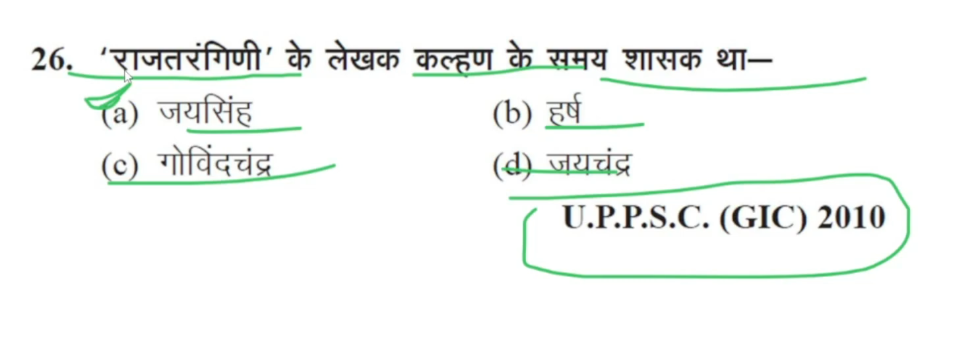 26. ‘राजतरंगिणी’ के लेखक कल्हण के समय शासक था—
(a) जयसिंह (b) हर्ष
(c) गोविंदचंद्र (d) जयचंद्र
U.P.P.S.C. (GIC) 2010